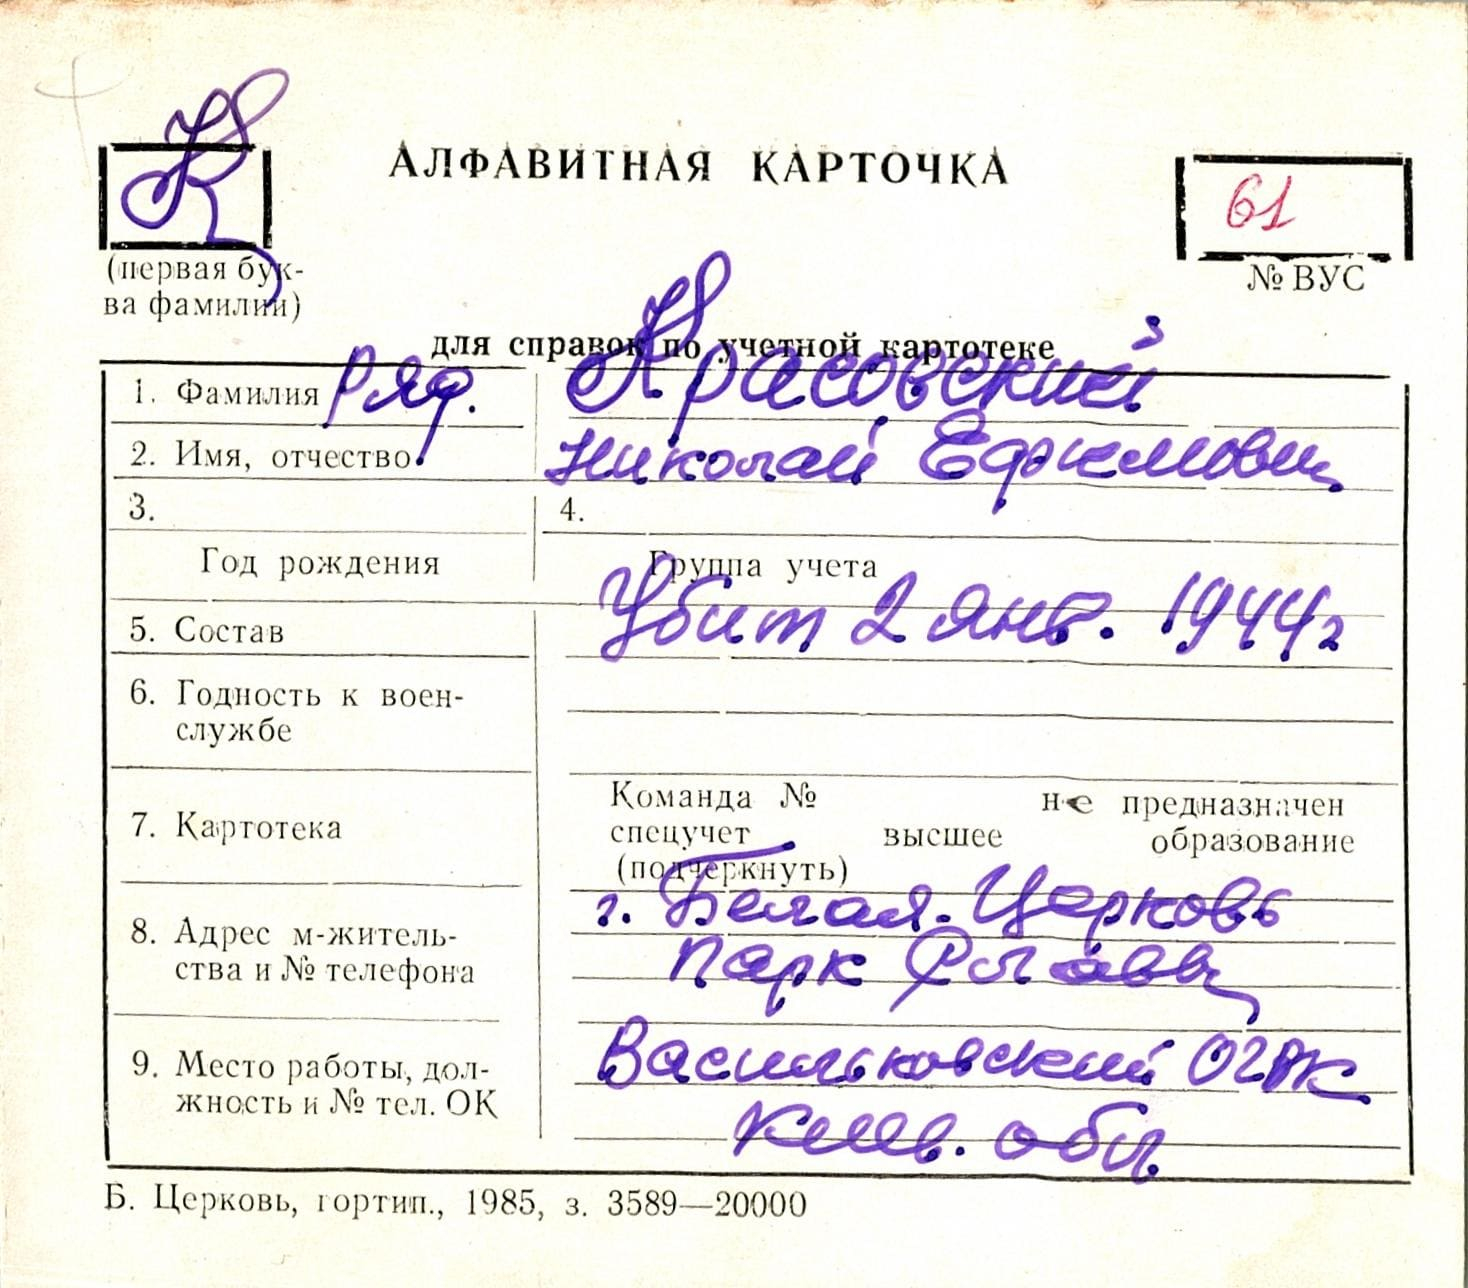 К
АЛФАВИТНАЯ КАРТОЧКА
61
(первая бук-
ва фамилии)
№ ВУС
для справок по учетной картотеке
1. Фамилия Ряд. Красовский
2. Имя, отчество Николай Ефимович
3.
4.
Год рождения
Группа учета
5. Состав
Убит 2 янв. 1944г
6. Годность к воен-
службе
7. Картотека
Команда № не предназначен
спецучет высшее образование
(подчеркнуть)
8. Адрес м-житель-
ства и № телефона
г. Белая-Церковь
парк Славы
9. Место работы, дол-
жность и № тел. ОК
Васильковский ОГВК
Киев. обл.
Б. Церковь, гортип., 1985, з. 3589—20000